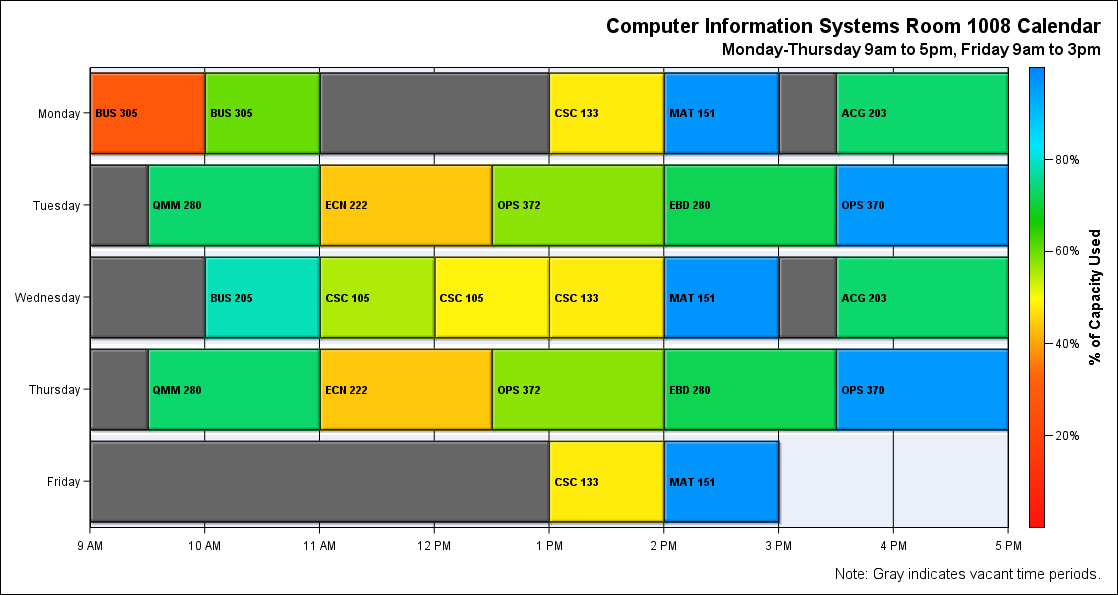 Computer Information Systems Room 1008 Calendar
Monday-Thursday 9am to 5pm, Friday 9am to 3pm
Monday BUS 305 BUS 305 CSC 133 MAT 151 ACG 203
Tuesday QMM 280 ECN 222 OPS 372 EBD 280 OPS 370
Wednesday BUS 205 CSC 105 CSC 105 CSC 133 MAT 151 ACG 203
Thursday QMM 280 ECN 222 OPS 372 EBD 280 OPS 370
Friday CSC 133 MAT 151
9 AM 10 AM 11 AM 12 PM 1 PM 2 PM 3 PM 4 PM 5 PM
80%
60%
40%
20%
% of Capacity Used
Note: Gray indicates vacant time periods.